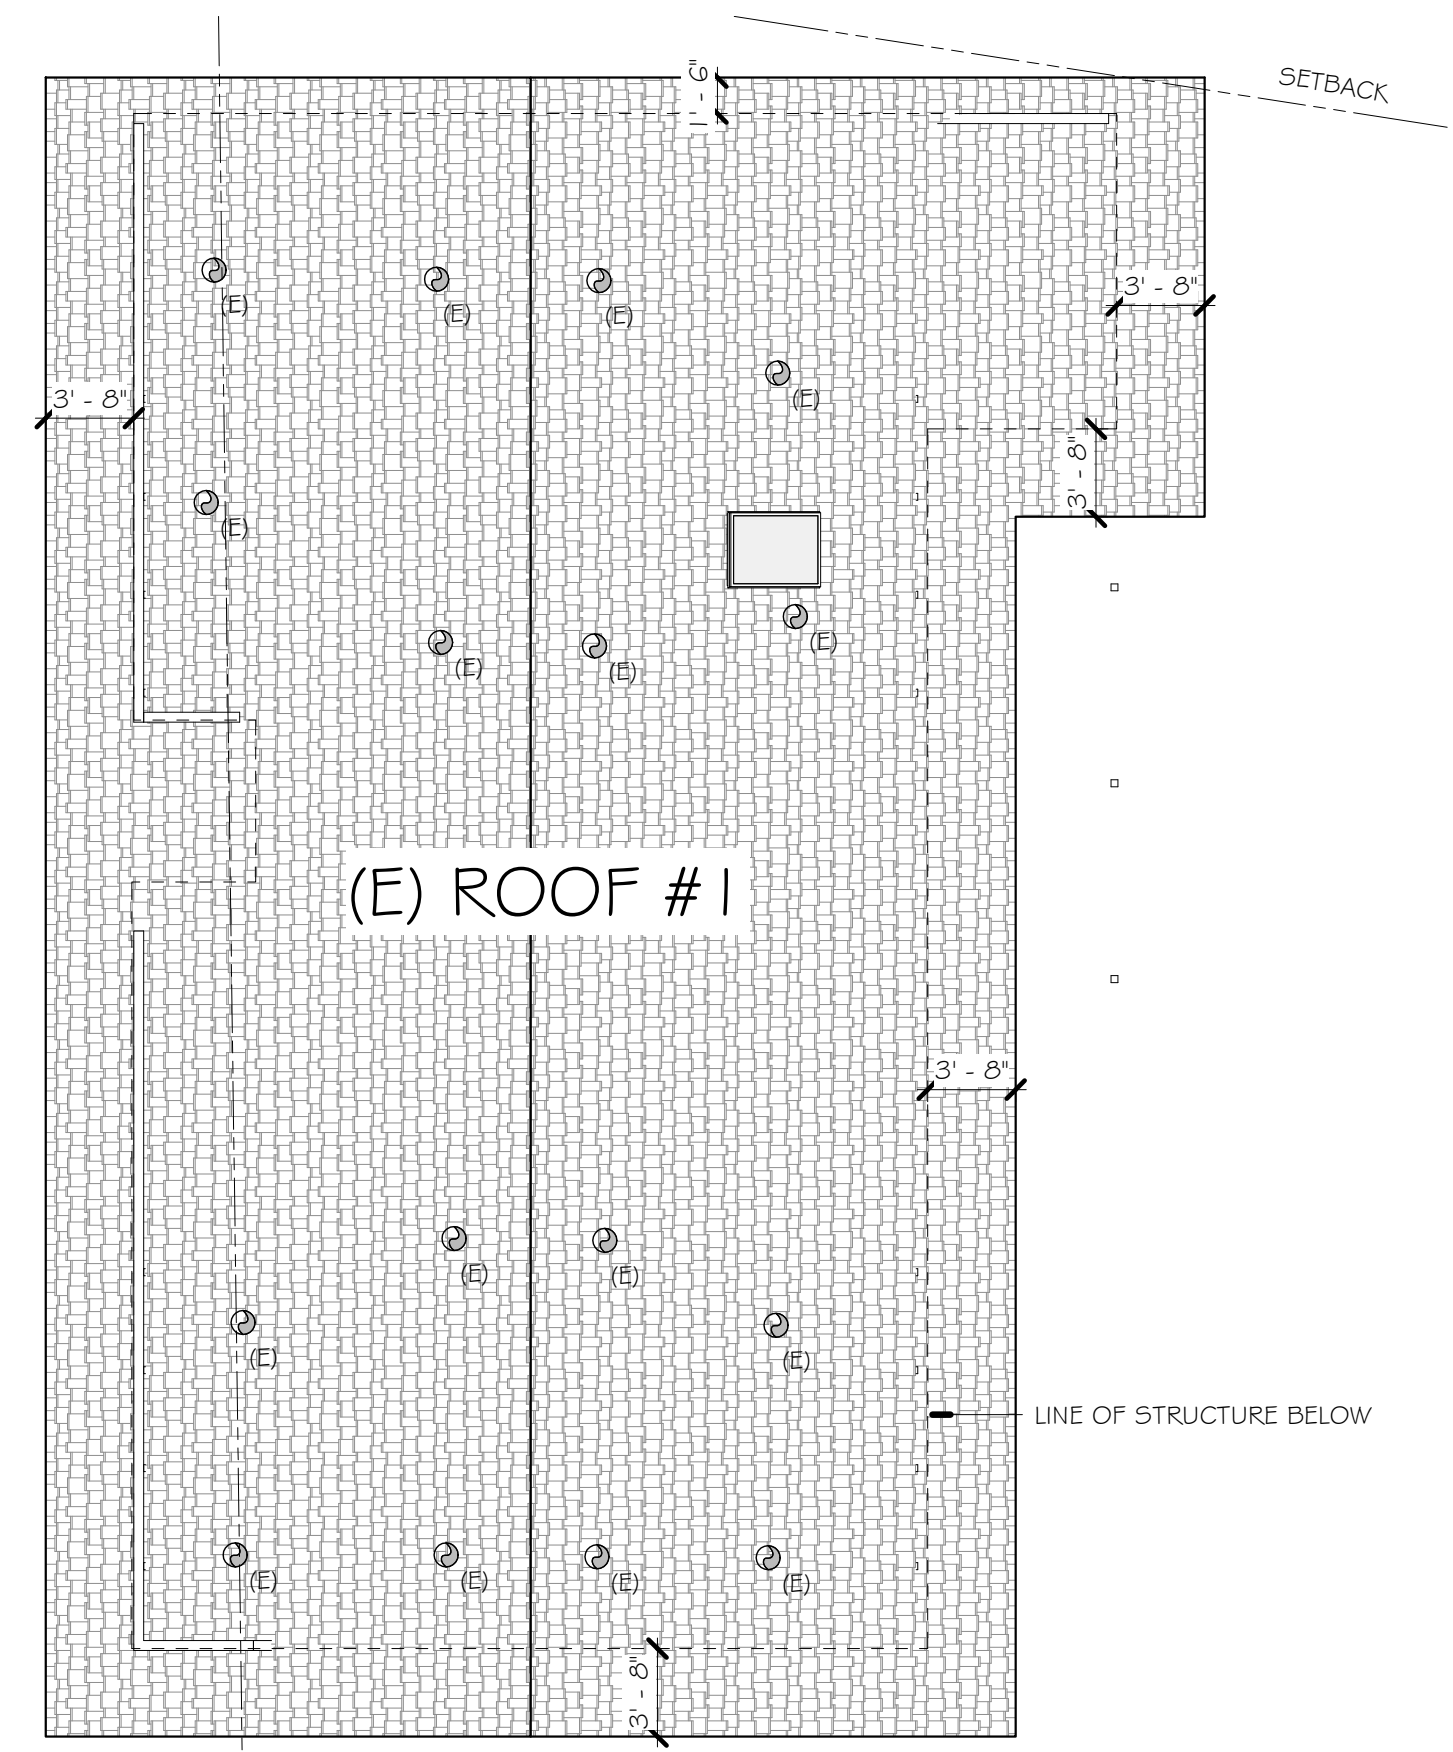 1' - 6"
SETBACK
3' - 8"
(E)
(E)
(E)
3' - 8"
(E)
3' - 8"
(E)
(E)
(E)
(E)
(E) ROOF #1
3' - 8"
(E)
(E)
(E)
(E)
LINE OF STRUCTURE BELOW
(E)
(E)
(E)
(E)
3' - 8"